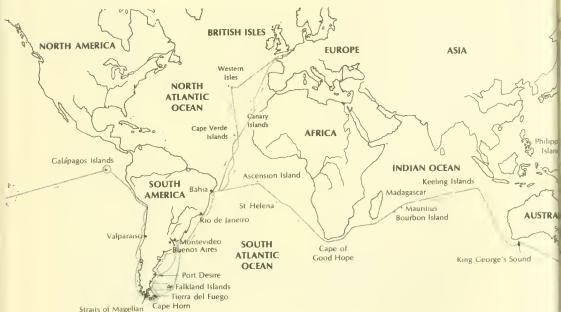 BRITISH ISLES
NORTH AMERICA
EUROPE
ASIA
Western
Isles
NORTH
ATLANTIC
OCEAN
Canary
Islands
Cape Verde
Islands
AFRICA
Galápagos Islands
INDIAN OCEAN
Ascension Island
Keeling Islands
SOUTH
AMERICA
Bahia
Madagascar
St Helena
Mauritius
Bourbon Island
Rio de Janeiro
AUSTRA
Valparaiso
Montevideo
Buenos Aires
SOUTH
ATLANTIC
OCEAN
Cape of
Good Hope
King George's Sound
Port Desire
Falkland Islands
Tierra del Fuego
Cape Horn
Straits of Magellan